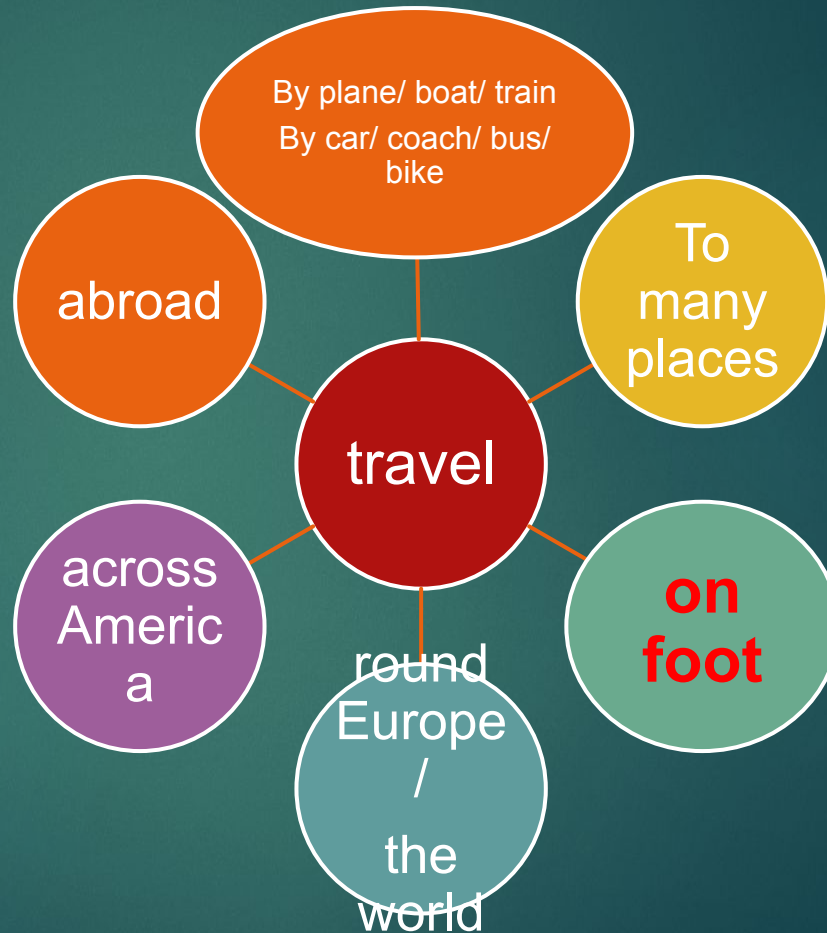 By plane/ boat/ train
By car/ coach/ bus/
bike
abroad
To
many
places
travel
across
Americ
a
on
foot
round
Europe
/
the
world